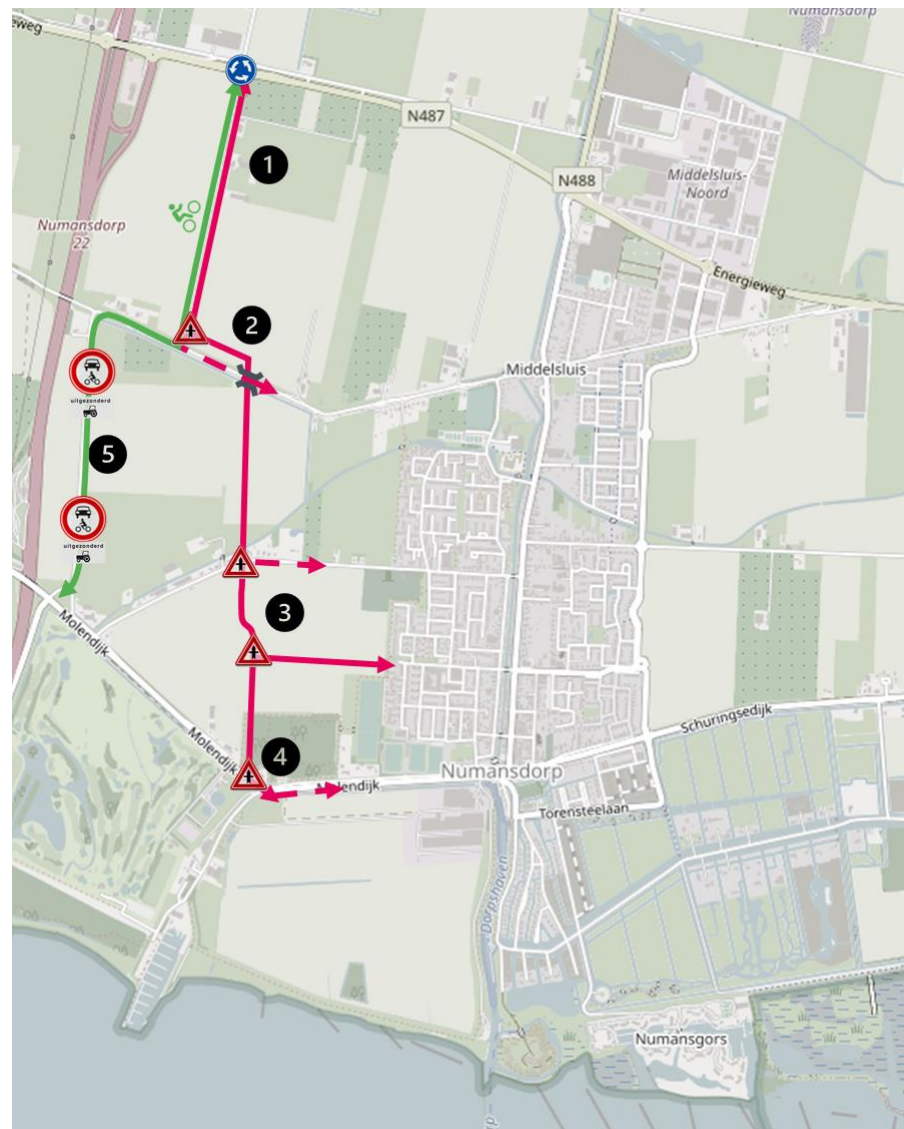 eweg
Numansdorp
N487
1
N488
Middelsluis-
Noord
Numansdorp
22
Energieweg
2
Middelsluis
uitgezonderd
5
uitgezonderd
3
Molendijk
Molendijk
Schuringsedijk
4
Numansdorp
Molendijk
Torensteelaan
Dorpshaven
Numansgors